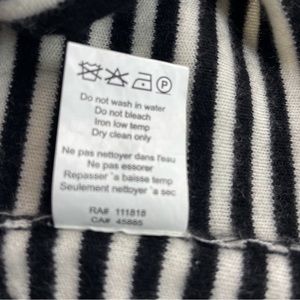 P
Do not wash in water
Do not bleach
Iron low temp
Dry clean only
Ne pas nettoyer dans l'eau
Ne pas essorer
Repasser `a baisse temp
Seulement nettoyer `a sec
RA# 111818
CA# 45885